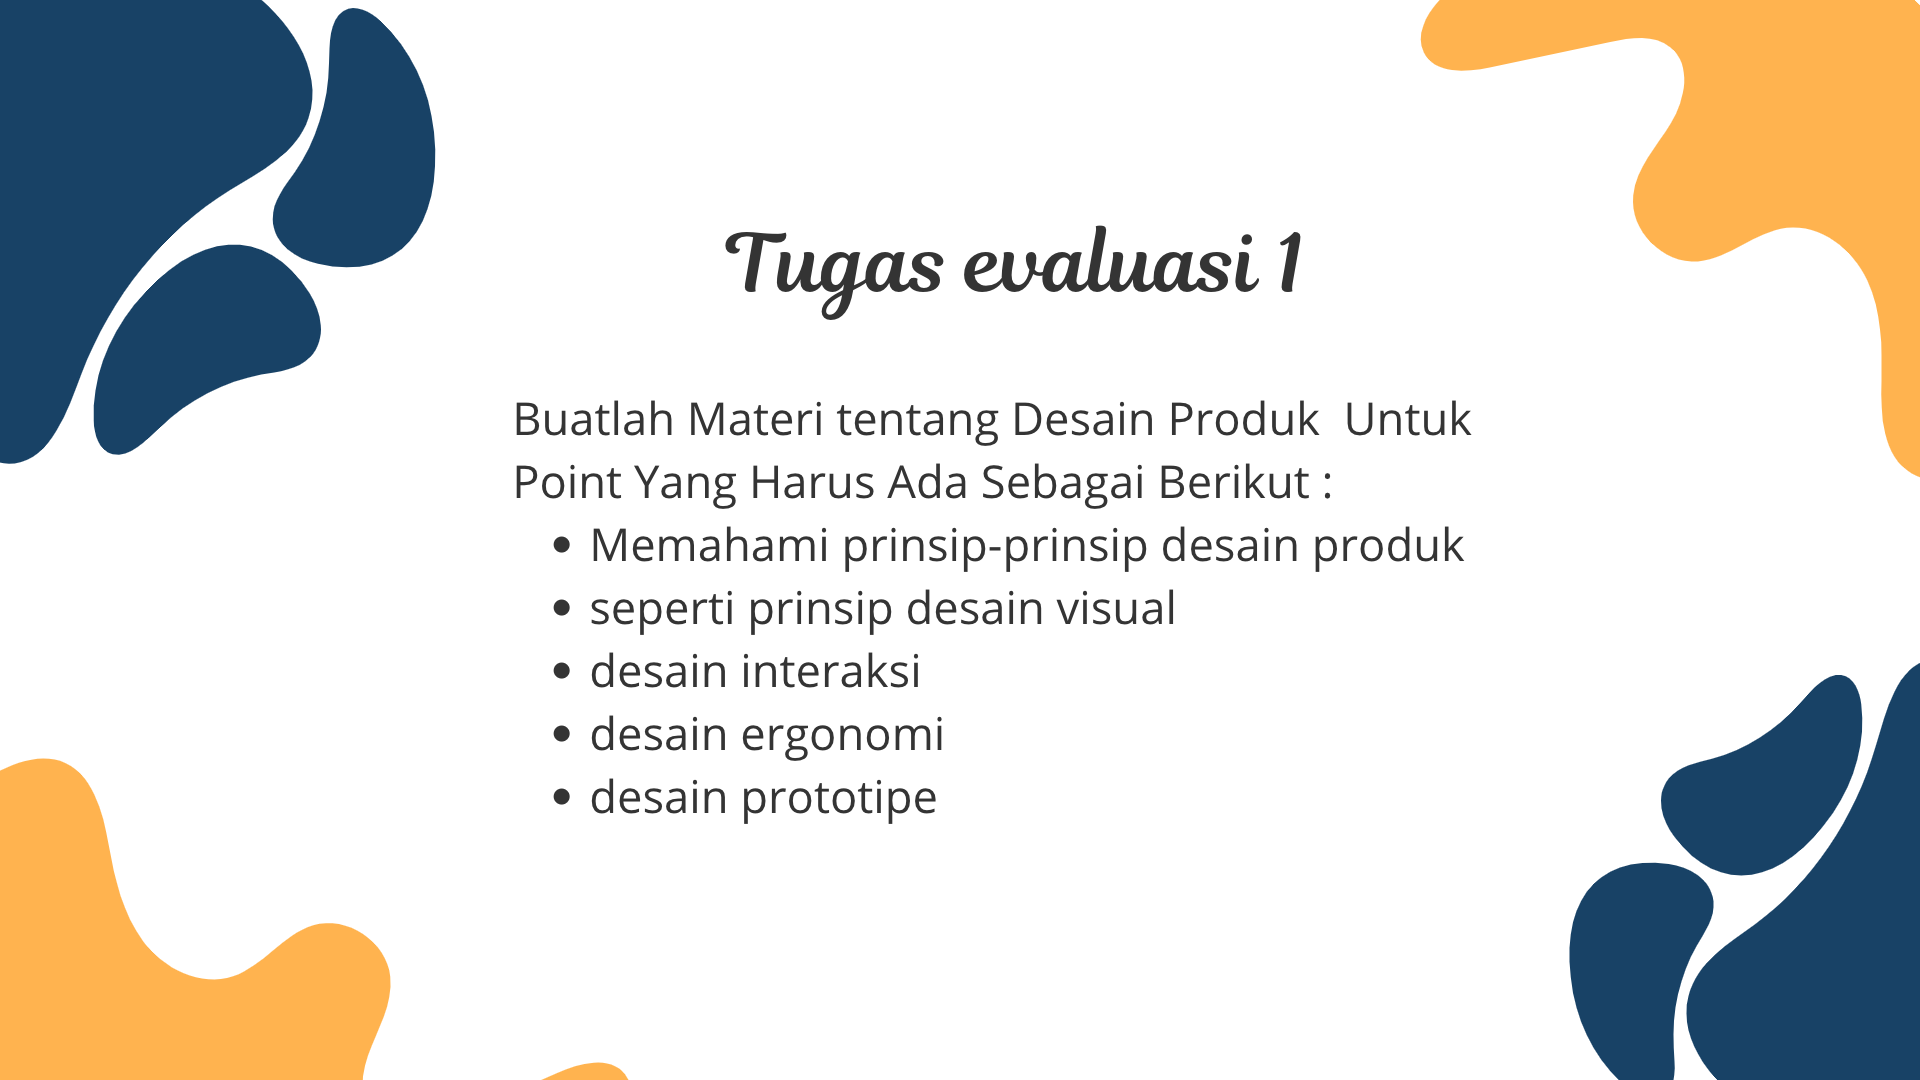 Tugas evaluasi 1
Buatlah Materi tentang Desain Produk  Untuk
Point Yang Harus Ada Sebagai Berikut :
• Memahami prinsip-prinsip desain produk
• seperti prinsip desain visual
• desain interaksi
• desain ergonomi
• desain prototipe